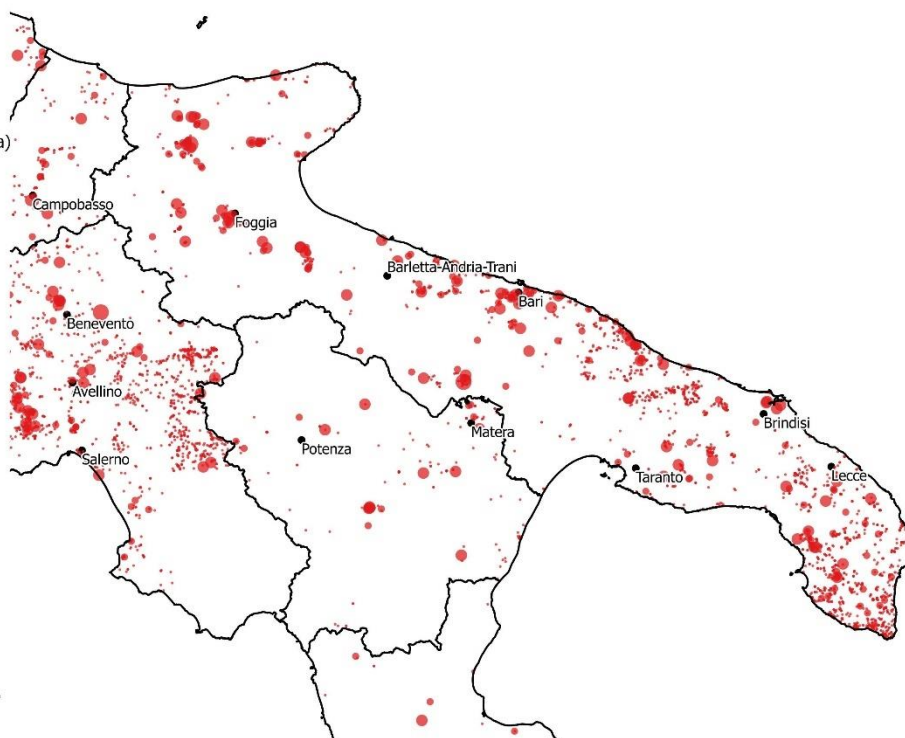 a)
Campobasso
Foggia
Barletta-Andria-Trani
Bari
Benevento
Avellino
Matera
Brindisi
Potenza
Salerno
Taranto
Lecce